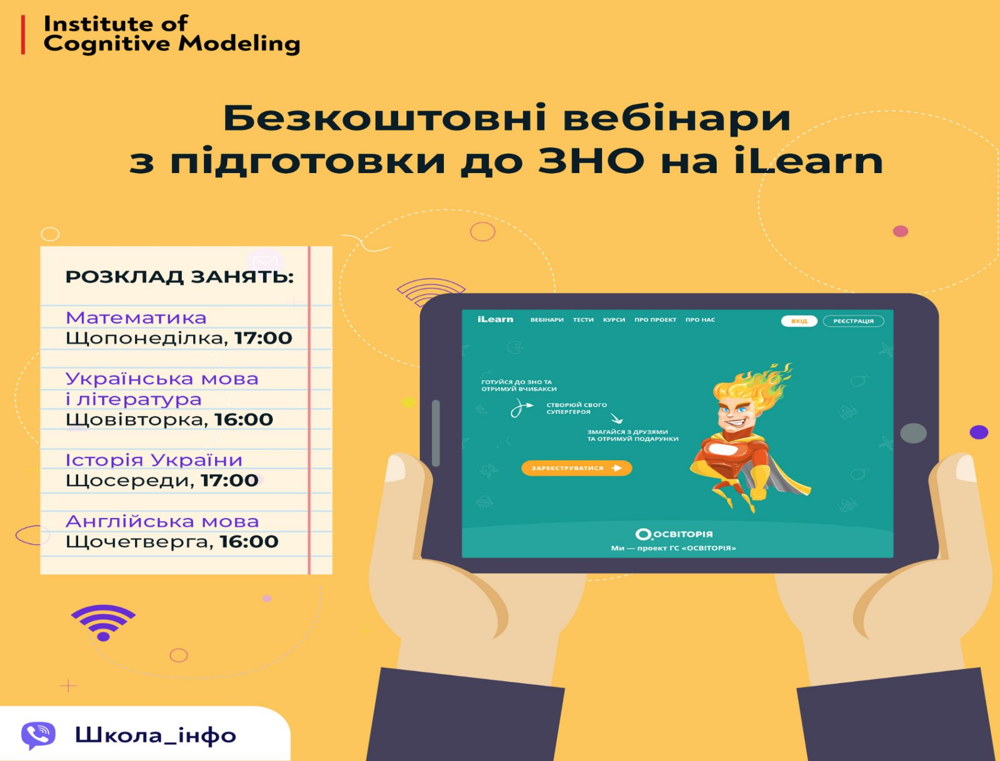 Institute of
Cognitive Modeling
Безкоштовні вебінари
з підготовки до ЗНО на iLearn
РОЗКЛАД ЗАНЯТЬ:
Математика
Щопонеділка, 17:00
Українська мова
і література
Щовівторка, 16:00
Історія України
Щосереди, 17:00
Англійська мова
Щочетверга, 16:00
iLearn ВЕБІНАРИ ТЕСТИ КУРСИ ПРО ПРОЕКТ ПРО НАС ВХІД РЕЄСТРАЦІЯ
ГОТУЙСЯ ДО ЗНО ТА
ОТРИМУЙ ВЧИБАКСИ
СТВОРЮЙ СВОГО
СУПЕРГЕРОЯ
ЗМАГАЙСЯ З ДРУЗЯМИ
ТА ОТРИМУЙ ПОДАРУНКИ
ЗАРЕЄСТРУВАТИСЯ
ОСВІТОРІЯ
Ми — проект ГС «ОСВІТОРІЯ»
Школа_інфо